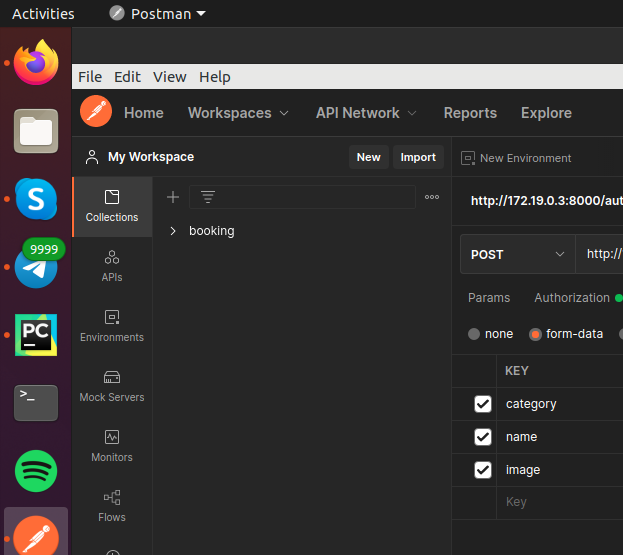 Activities Postman
File Edit View Help
Home Workspaces API Network Reports Explore
My Workspace New Import New Environment
Collections
http://172.19.0.3:8000/aut
booking
9999
APIs
POST http://
Environments
Params Authorization
PC
none form-data
Mock Servers
KEY
>_
category
Monitors
name
image
Flows
Key